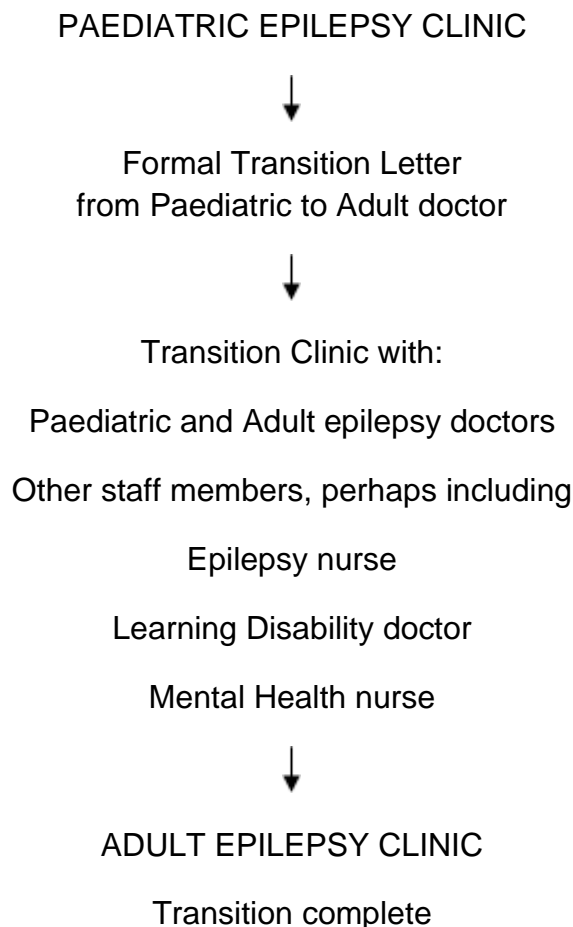 PAEDIATRIC EPILEPSY CLINIC
Formal Transition Letter
from Paediatric to Adult doctor
Transition Clinic with:
Paediatric and Adult epilepsy doctors
Other staff members, perhaps including
Epilepsy nurse
Learning Disability doctor
Mental Health nurse
ADULT EPILEPSY CLINIC
Transition complete